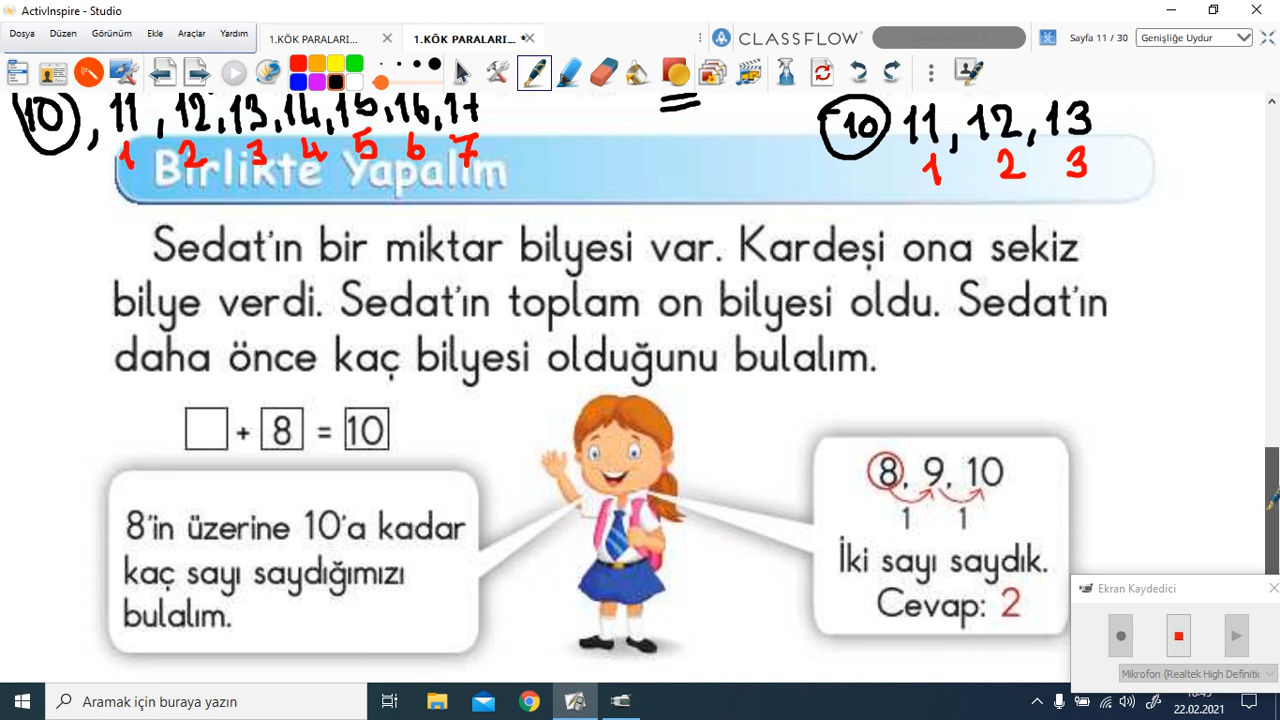 ActivInspire - Studio
Dosya Düzen Görünüm Ekle Araçlar Yardım
1.KÖK PARALARI...
1.KÖK PARALARI... *
CLASSFLOW
Sayfa 11 / 30
Genişliğe Uydur
10, 11, 12, 13, 14, 15, 16, 17
1 2 3 4 5 6 7
=
10 11, 12, 13
1 2 3
Birlikte Yapalım
Sedat'ın bir miktar bilyesi var. Kardeşi ona sekiz
bilye verdi. Sedat'ın toplam on bilyesi oldu. Sedat'ın
daha önce kaç bilyesi olduğunu bulalım.
+ 8 = 10
8'in üzerine 10'a kadar
kaç sayı saydığımızı
bulalım.
8, 9, 10
1 1
İki sayı saydık.
Cevap: 2
Ekran Kaydedici
Mikrofon (Realtek High Definitic
Aramak için buraya yazın
22.02.2021